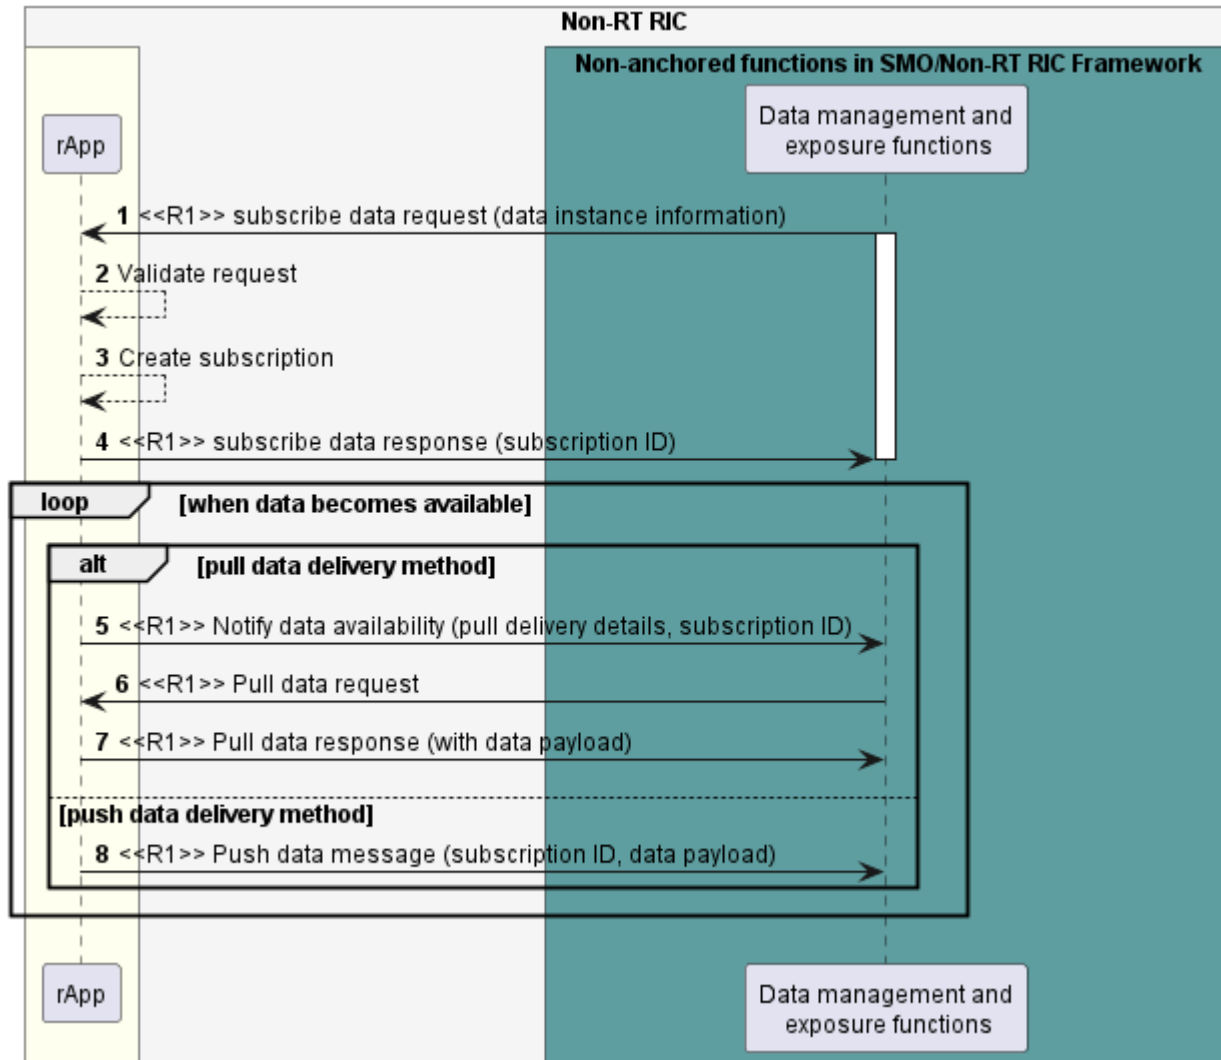 Non-RT RIC
Non-anchored functions in SMO/Non-RT RIC Framework
rApp
Data management and
exposure functions
1 <<R1>> subscribe data request (data instance information)
2 Validate request
3 Create subscription
4 <<R1>> subscribe data response (subscription ID)
loop [when data becomes available]
alt [pull data delivery method]
5 <<R1>> Notify data availability (pull delivery details, subscription ID)
6 <<R1>> Pull data request
7 <<R1>> Pull data response (with data payload)
[push data delivery method]
8 <<R1>> Push data message (subscription ID, data payload)
rApp
Data management and
exposure functions